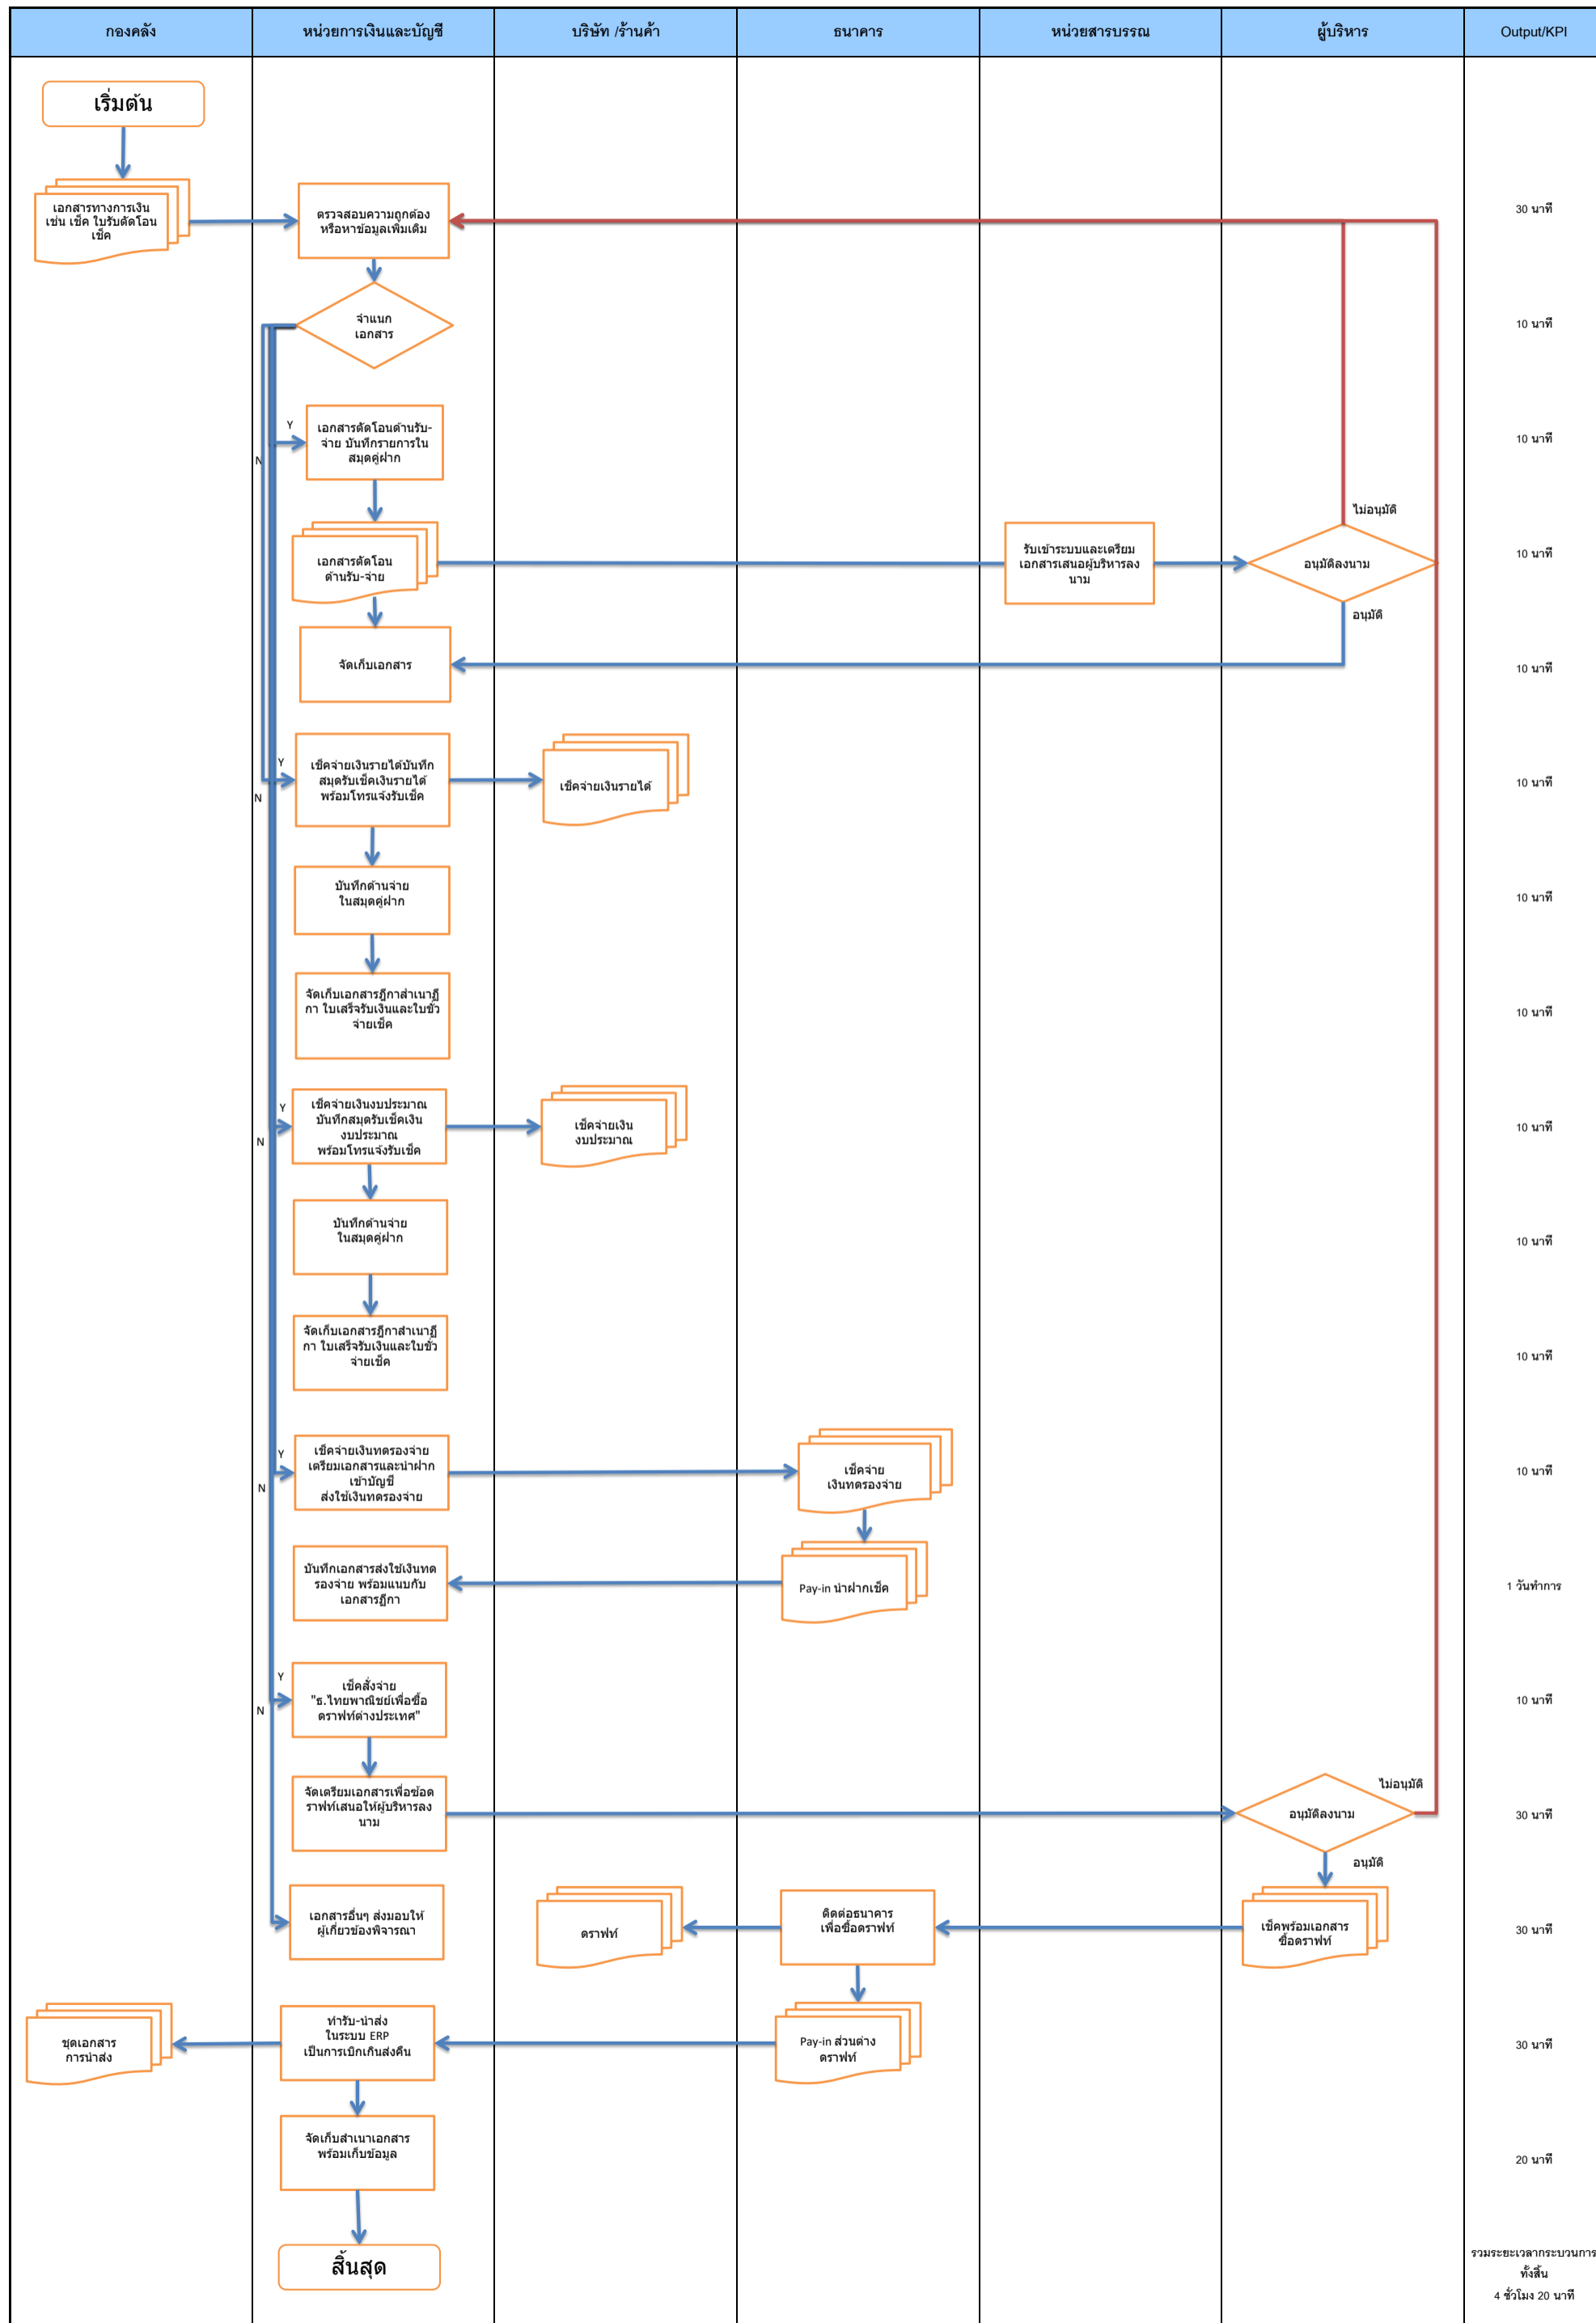 กองคลัง
หน่วยการเงินและบัญชี
บริษัท /ร้านค้า
ธนาคาร
หน่วยสารบรรณ
ผู้บริหาร
Output/KPI
เริ่มต้น
เอกสารทางการเงิน
เช่น เช็ค ใบรับตัดโอน
เช็ค
ตรวจสอบความถูกต้อง
หรือหาข้อมูลเพิ่มเติม
30 นาที
จำแนก
เอกสาร
10 นาที
Y
N
เอกสารตัดโอนด้านรับ-
จ่าย บันทึกรายการใน
สมุดคู่ฝาก
10 นาที
เอกสารตัดโอน
ด้านรับ-จ่าย
รับเข้าระบบและเตรียม
เอกสารเสนอผู้บริหารลง
นาม
ไม่อนุมัติ
อนุมัติลงนาม
อนุมัติ
10 นาที
จัดเก็บเอกสาร
10 นาที
Y
N
เช็คจ่ายเงินรายได้บันทึก
สมุดรับเช็คเงินรายได้
พร้อมโทรแจ้งรับเช็ค
เช็คจ่ายเงินรายได้
10 นาที
บันทึกด้านจ่าย
ในสมุดคู่ฝาก
10 นาที
จัดเก็บเอกสารฎีกาสำเนาฎี
กา ใบเสร็จรับเงินและใบขั้ว
จ่ายเช็ค
10 นาที
Y
N
เช็คจ่ายเงินงบประมาณ
บันทึกสมุดรับเช็คเงิน
งบประมาณ
พร้อมโทรแจ้งรับเช็ค
เช็คจ่ายเงิน
งบประมาณ
10 นาที
บันทึกด้านจ่าย
ในสมุดคู่ฝาก
10 นาที
จัดเก็บเอกสารฎีกาสำเนาฎี
กา ใบเสร็จรับเงินและใบขั้ว
จ่ายเช็ค
10 นาที
Y
N
เช็คจ่ายเงินทดรองจ่าย
เตรียมเอกสารและนำฝาก
เข้าบัญชี
ส่งใช้เงินทดรองจ่าย
เช็คจ่าย
เงินทดรองจ่าย
10 นาที
บันทึกเอกสารส่งใช้เงินทด
รองจ่าย พร้อมแนบกับ
เอกสารฎีกา
Pay-in นำฝากเช็ค
1 วันทำการ
Y
N
เช็คสั่งจ่าย
"ธ.ไทยพาณิชย์เพื่อซื้อ
ดราฟท์ต่างประเทศ"
10 นาที
จัดเตรียมเอกสารเพื่อซ้อด
ราฟท์เสนอให้ผู้บริหารลง
นาม
ไม่อนุมัติ
อนุมัติลงนาม
อนุมัติ
30 นาที
เอกสารอื่นๆ ส่งมอบให้
ผู้เกี่ยวข้องพิจารณา
ดราฟท์
ติดต่อธนาคาร
เพื่อซื้อดราฟท์
เช็คพร้อมเอกสาร
ซื้อดราฟท์
30 นาที
ชุดเอกสาร
การนำส่ง
ทำรับ-นำส่ง
ในระบบ ERP
เป็นการเบิกเกินส่งคืน
Pay-in ส่วนต่าง
ดราฟท์
30 นาที
จัดเก็บสำเนาเอกสาร
พร้อมเก็บข้อมูล
20 นาที
สิ้นสุด
รวมระยะเวลากระบวนการ
ทั้งสิ้น
4 ชั่วโมง 20 นาที